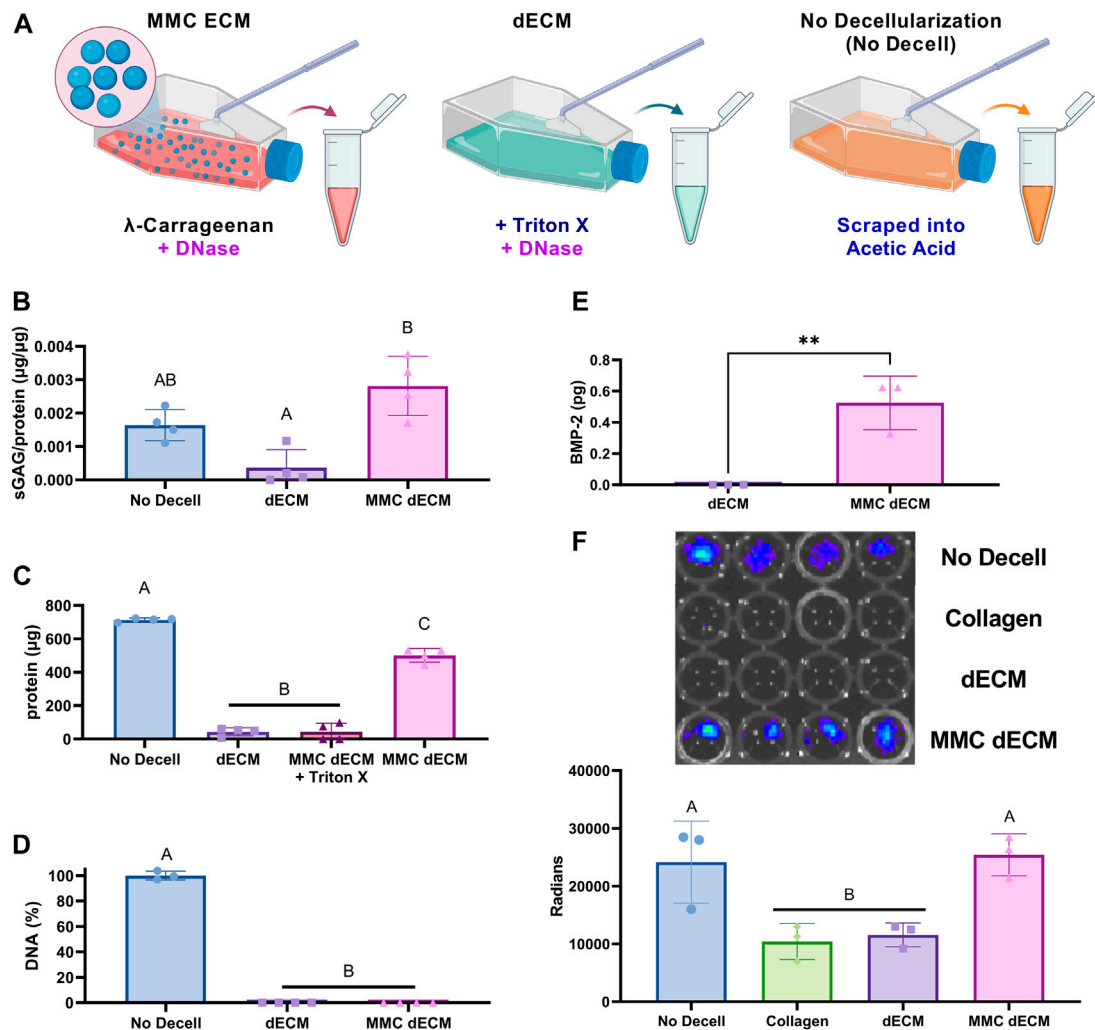 A
MMC ECM
dECM
No Decellularization
(No Decell)
λ-Carrageenan
+ DNase
+ Triton X
+ DNase
Scraped into
Acetic Acid
B
sGAG/protein (µg/µg)
0.004
0.003
0.002
0.001
0.000
AB
A
B
No Decell
dECM
MMC dECM
C
protein (µg)
800
600
400
200
0
A
B
C
No Decell
dECM
MMC dECM
+ Triton X
MMC dECM
D
DNA (%)
100
80
60
40
20
0
A
B
No Decell
dECM
MMC dECM
E
BMP-2 (pg)
0.8
0.6
0.4
0.2
0.0
**
dECM
MMC dECM
F
No Decell
Collagen
dECM
MMC dECM
Radians
40000
30000
20000
10000
0
A
B
A
No Decell
Collagen
dECM
MMC dECM